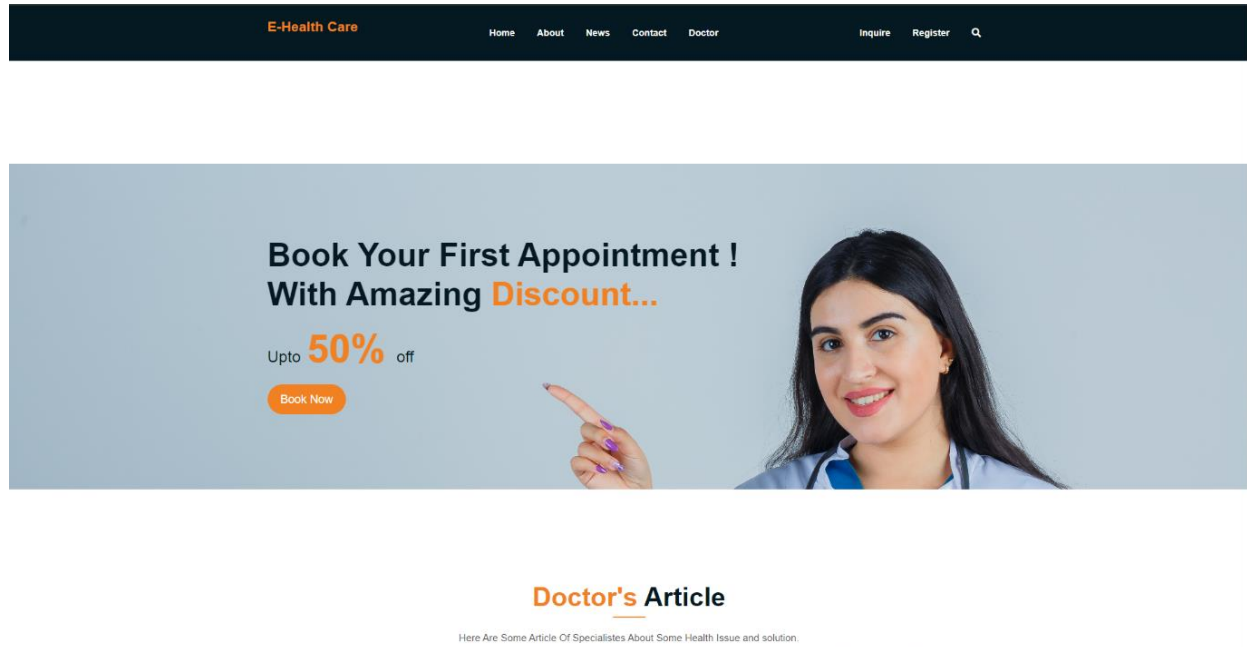 E-Health Care
Home About News Contact Doctor Inquire Register
Book Your First Appointment !
With Amazing Discount...
Upto 50% off
Book Now
Doctor's Article
Here Are Some Article Of Specialistes About Some Health Issue and solution.